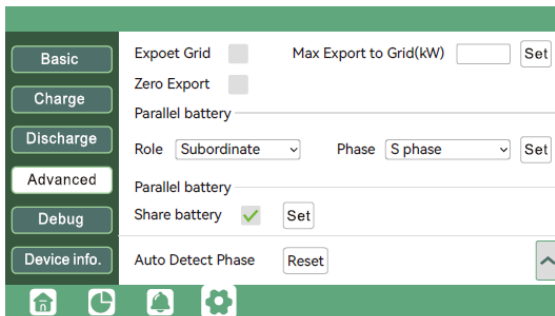 Basic
Charge
Discharge
Advanced
Debug
Device info.
Expoet Grid Max Export to Grid(kW) Set
Zero Export
Parallel battery
Role Subordinate Phase S phase Set
Parallel battery
Share battery Set
Auto Detect Phase Reset